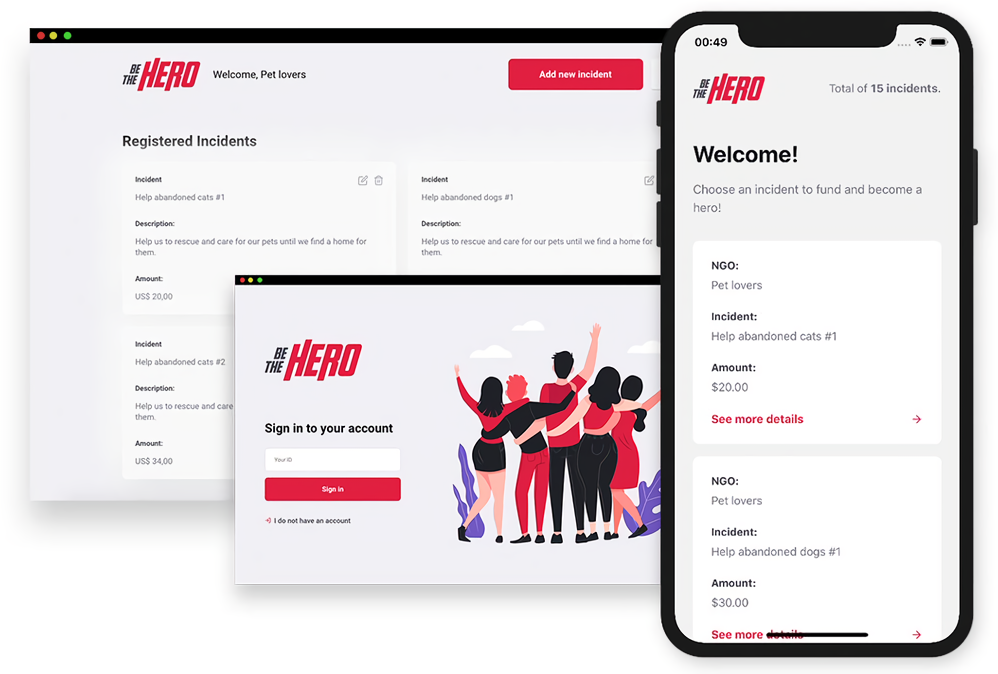 BE
THE HERO
Welcome, Pet lovers
Add new incident
Registered Incidents
Incident
Help abandoned cats #1
Description:
Help us to rescue and care for our pets until we find a home for
them.
Amount:
US$ 20,00
Incident
Help abandoned dogs #1
Description:
Help us to rescue and care for our pets until we find a home for
them.
Incident
Help abandoned cats #2
Description:
Help us to rescue and care
them.
Amount:
US$ 34,00
BE
THE HERO
Sign in to your account
Your ID
Sign in
I do not have an account
00:49
BE
THE HERO
Total of 15 incidents.
Welcome!
Choose an incident to fund and become a
hero!
NGO:
Pet lovers
Incident:
Help abandoned cats #1
Amount:
$20.00
See more details
NGO:
Pet lovers
Incident:
Help abandoned dogs #1
Amount:
$30.00
See more details